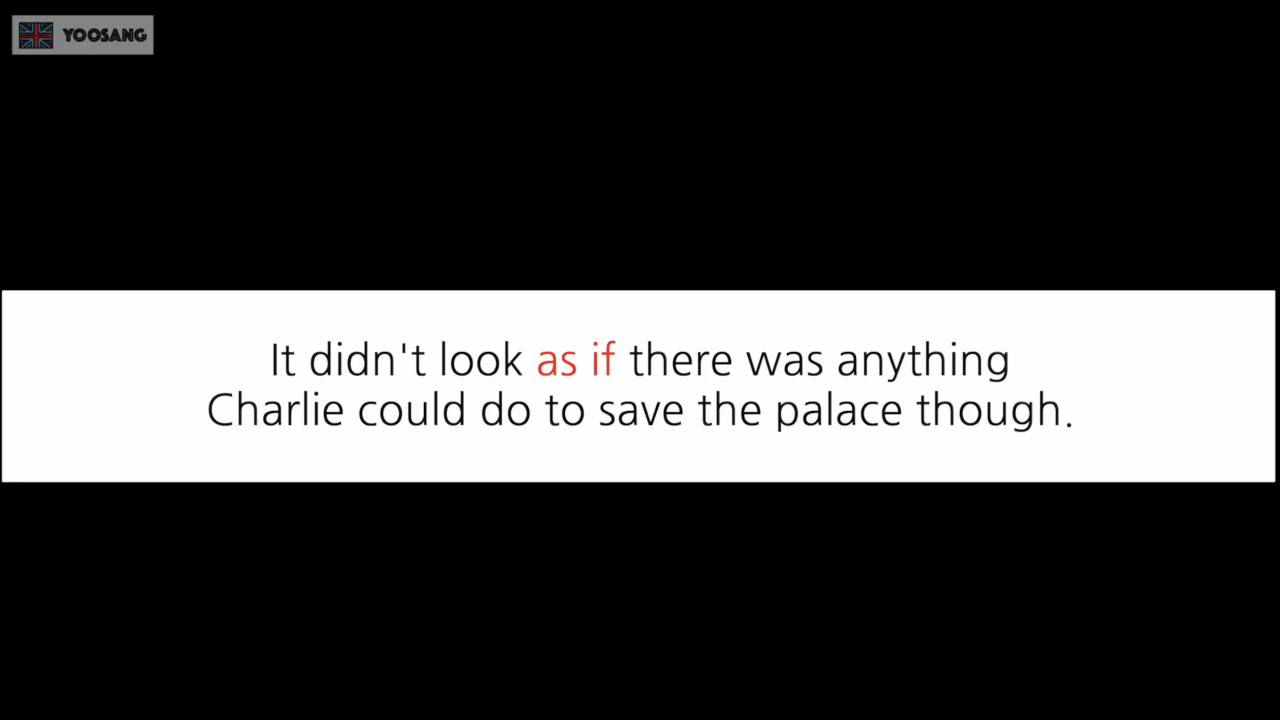 YOOSANG
It didn't look as if there was anything
Charlie could do to save the palace though.